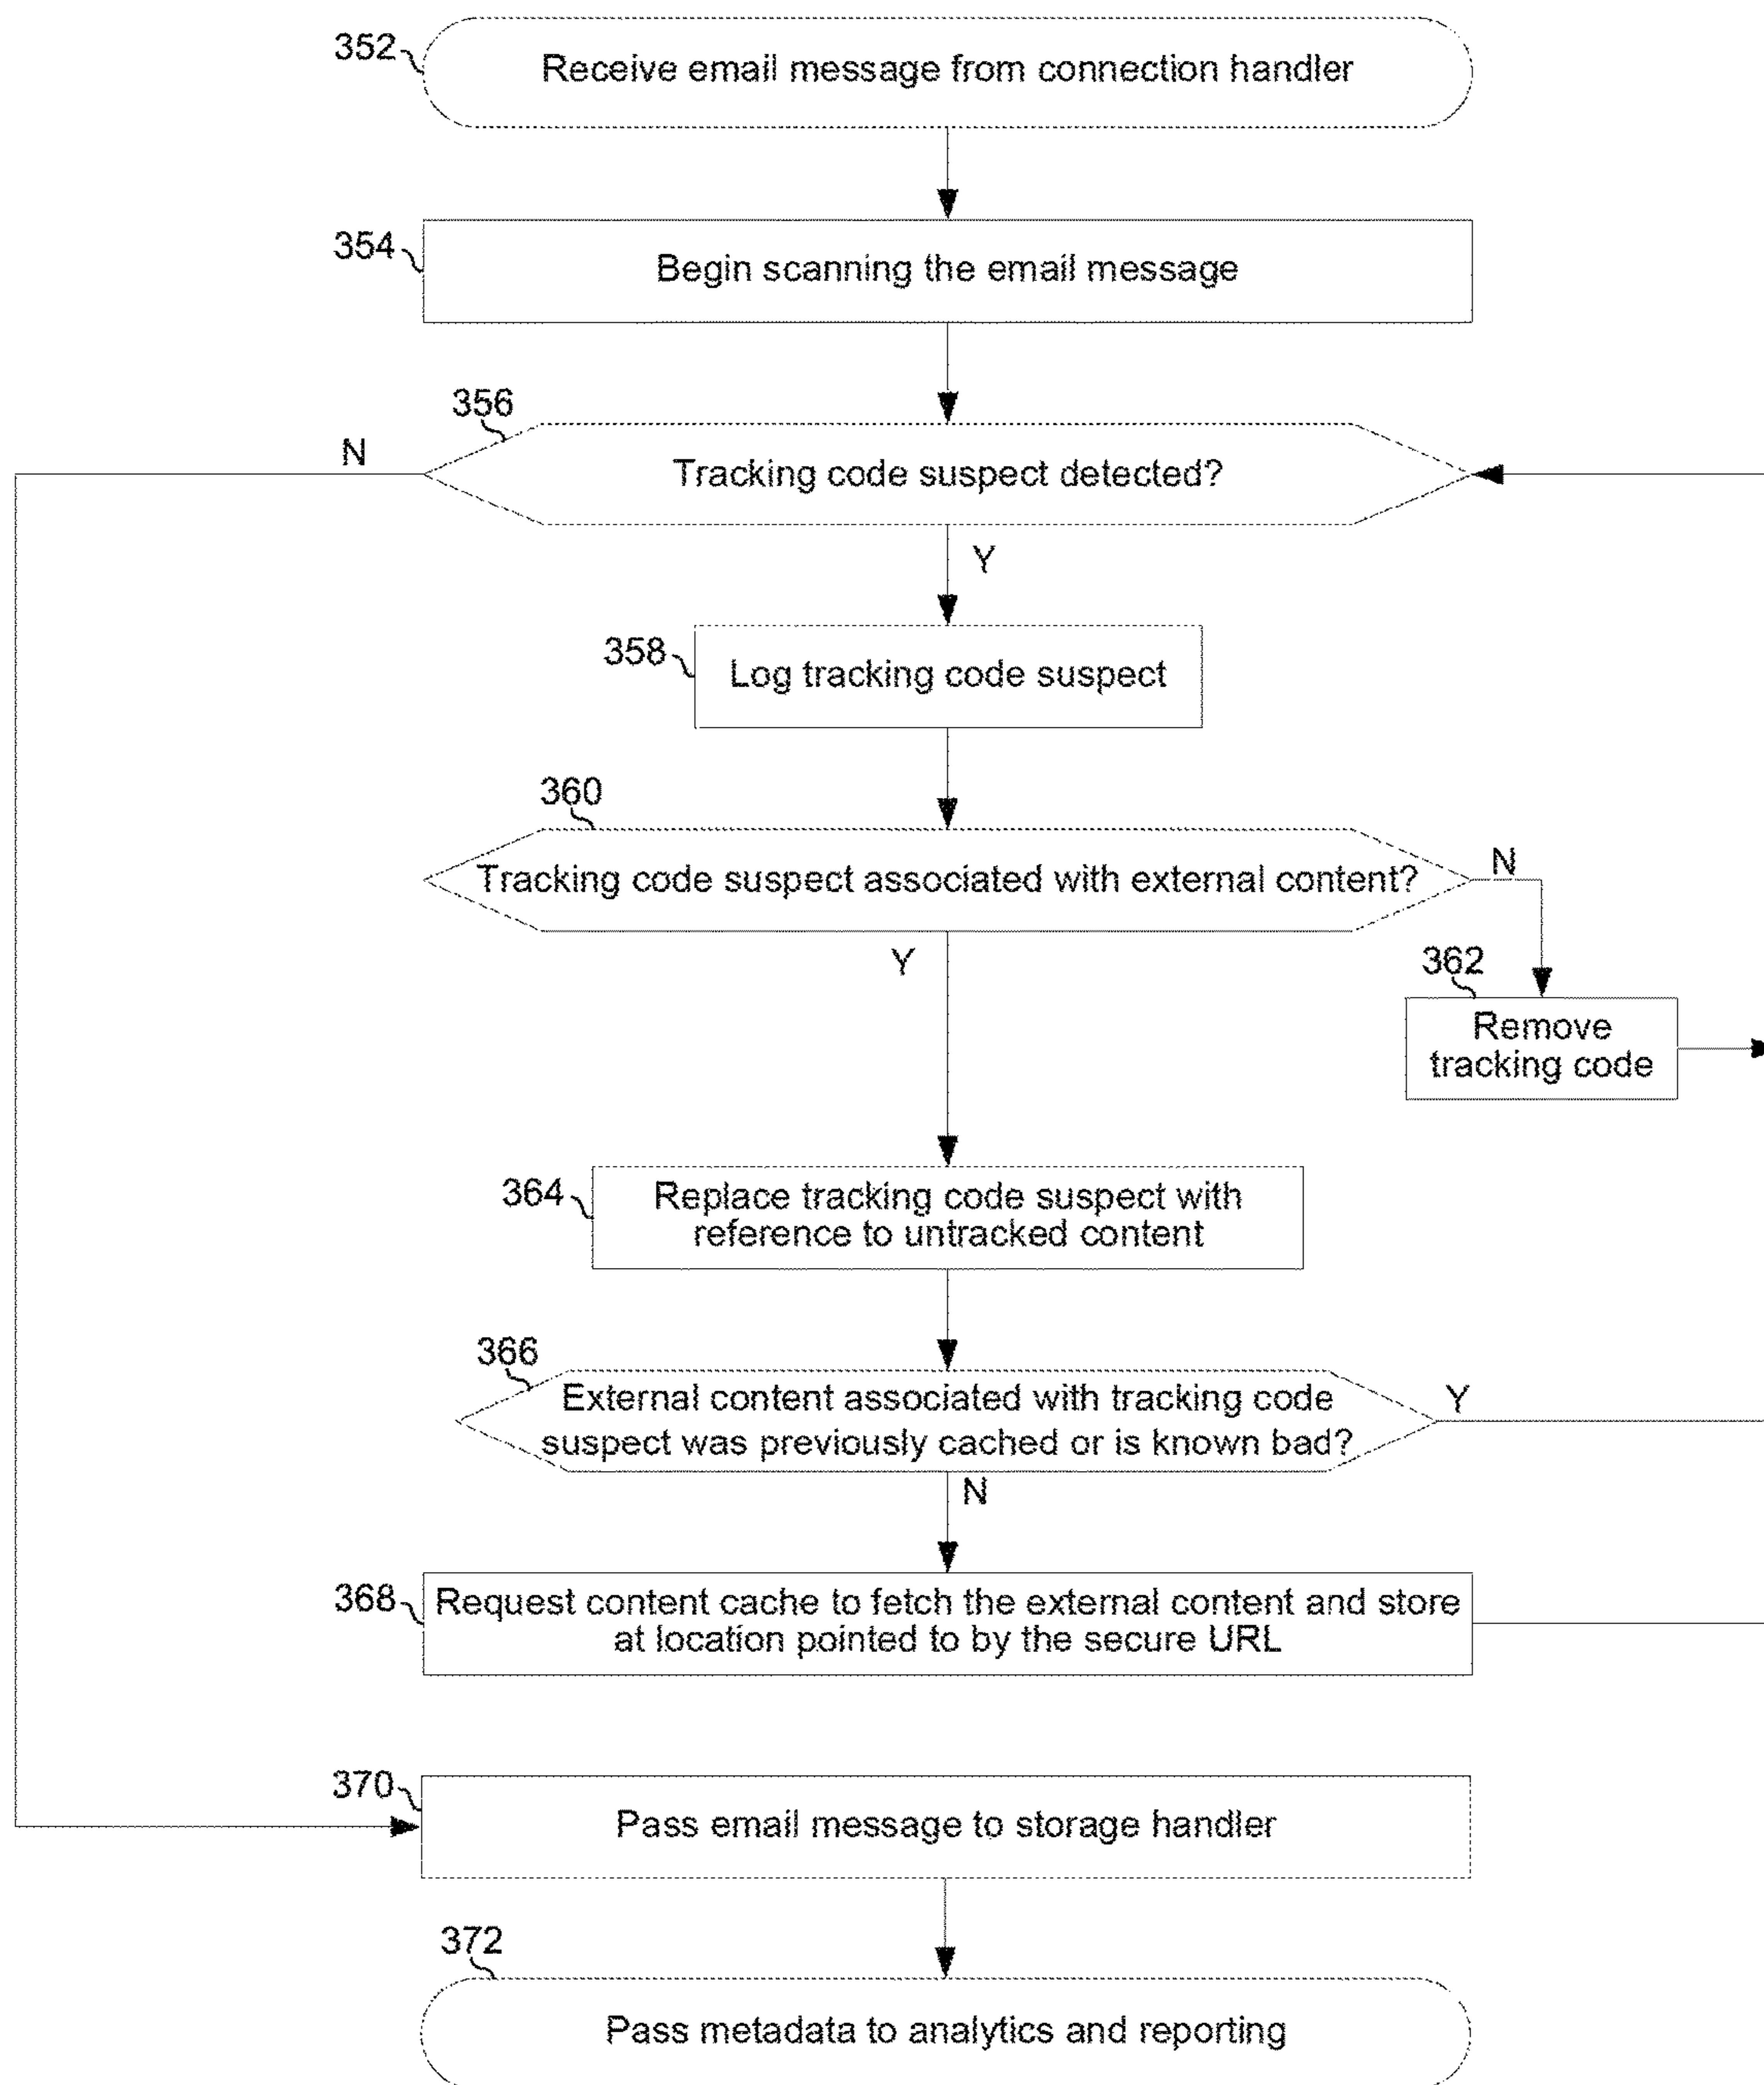 352
Receive email message from connection handler
354
Begin scanning the email message
356
N
Tracking code suspect detected?
Y
358
Log tracking code suspect
360
Tracking code suspect associated with external content?
N
Y
362
Remove
tracking code
364
Replace tracking code suspect with
reference to untracked content
366
External content associated with tracking code
suspect was previously cached or is known bad?
Y
N
368
Request content cache to fetch the external content and store
at location pointed to by the secure URL
370
Pass email message to storage handler
372
Pass metadata to analytics and reporting